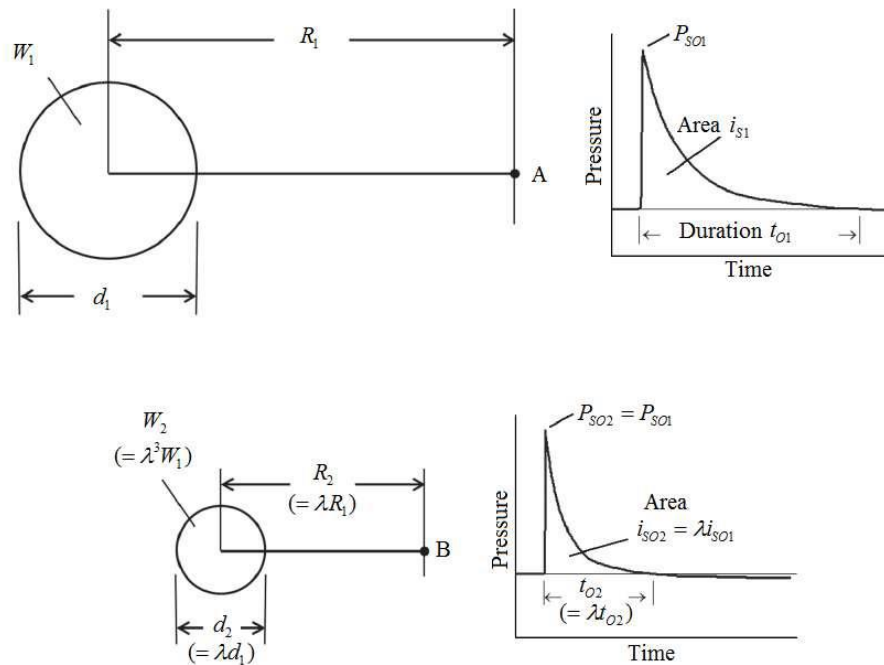 W₁
R₁
A
d₁
P_SO1
Area i_S1
Pressure
Duration t_O1
Time
W₂
(= λ³W₁)
R₂
(= λR₁)
B
d₂
(= λd₁)
P_SO2 = P_SO1
Area
i_SO2 = λi_SO1
Pressure
t_O2
(= λt_O2)
Time